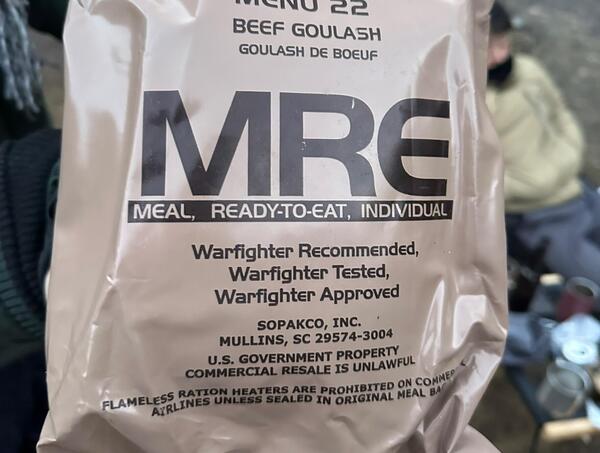 MENU 22
BEEF GOULASH
GOULASH DE BOEUF
MRE
MEAL, READY-TO-EAT, INDIVIDUAL
Warfighter Recommended,
Warfighter Tested,
Warfighter Approved
SOPAKCO, INC.
MULLINS, SC 29574-3004
U.S. GOVERNMENT PROPERTY
COMMERCIAL RESALE IS UNLAWFUL
FLAMELESS RATION HEATERS ARE PROHIBITED ON
AIRLINES UNLESS SEALED IN ORIGINAL MEAL